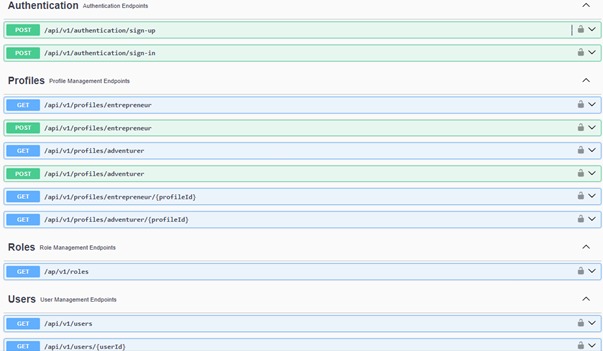 Authentication Authentication Endpoints
POST /api/v1/authentication/sign-up
POST /api/v1/authentication/sign-in
Profiles Profile Management Endpoints
GET /api/v1/profiles/entrepreneur
POST /api/v1/profiles/entrepreneur
GET /api/v1/profiles/adventurer
POST /api/v1/profiles/adventurer
GET /api/v1/profiles/entrepreneur/{profileId}
GET /api/v1/profiles/adventurer/{profileId}
Roles Role Management Endpoints
GET /ap/v1/roles
Users User Management Endpoints
GET /api/v1/users
GET /api/v1/users/{userId}